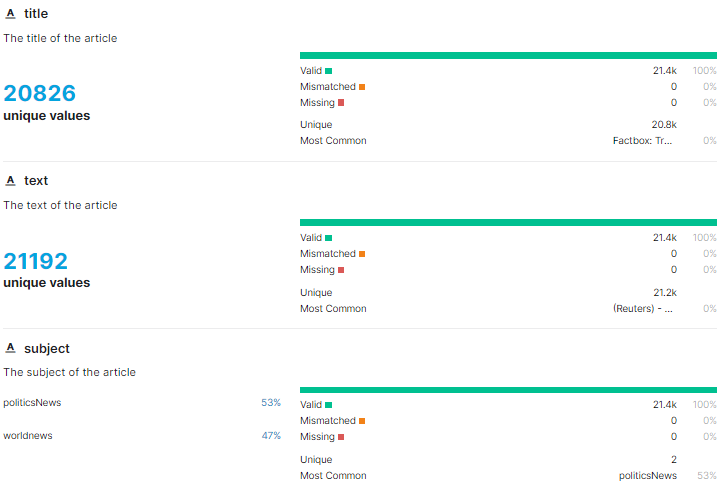 A title
The title of the article
20826
unique values
Valid 21.4k 100%
Mismatched 0 0%
Missing 0 0%
Unique 20.8k
Most Common Factbox: Tr... 0%
A text
The text of the article
21192
unique values
Valid 21.4k 100%
Mismatched 0 0%
Missing 0 0%
Unique 21.2k
Most Common (Reuters) - ... 0%
A subject
The subject of the article
politicsNews 53%
worldnews 47%
Valid 21.4k 100%
Mismatched 0 0%
Missing 0 0%
Unique 2
Most Common politicsNews 53%